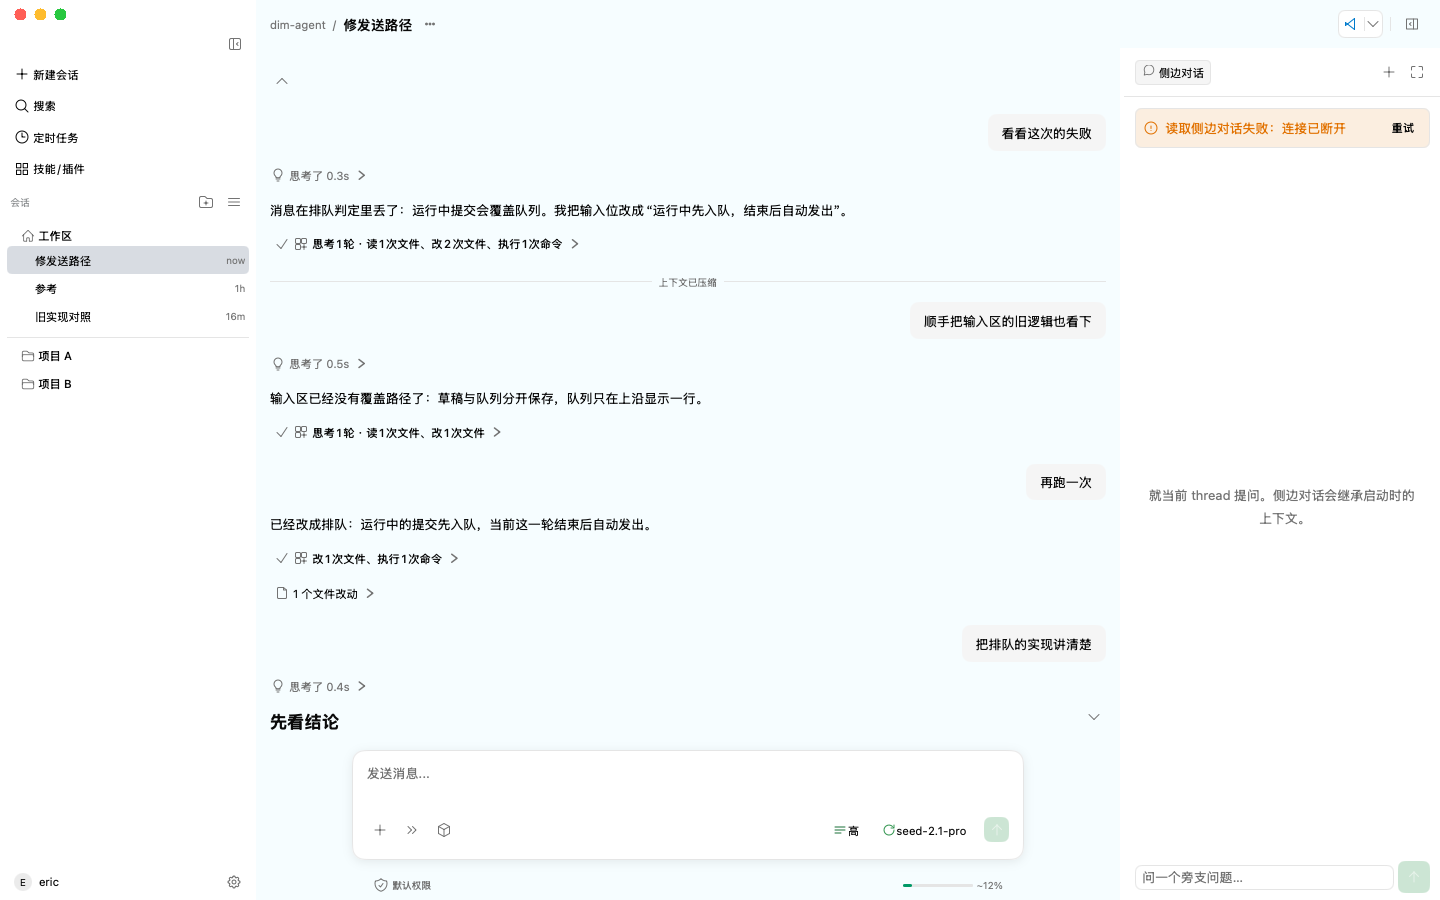 新建会话
搜索
定时任务
技能/插件
会话
工作区
修发送路径 now
参考 1h
旧实现对照 16m
项目 A
项目 B
E eric
dim-agent / 修发送路径 ···
看看这次的失败
思考了 0.3s
消息在排队判定里丢了：运行中提交会覆盖队列。我把输入位改成“运行中先入队，结束后自动发出”。
思考1轮 · 读1次文件、改2次文件、执行1次命令
上下文已压缩
顺手把输入区的旧逻辑也看下
思考了 0.5s
输入区已经没有覆盖路径了：草稿与队列分开保存，队列只在上沿显示一行。
思考1轮 · 读1次文件、改1次文件
再跑一次
已经改成排队：运行中的提交先入队，当前这一轮结束后自动发出。
改1次文件、执行1次命令
1 个文件改动
把排队的实现讲清楚
思考了 0.4s
先看结论
发送消息...
高 seed-2.1-pro
默认权限 ~12%
侧边对话
读取侧边对话失败：连接已断开 重试
就当前 thread 提问。侧边对话会继承启动时的
上下文。
问一个旁支问题...